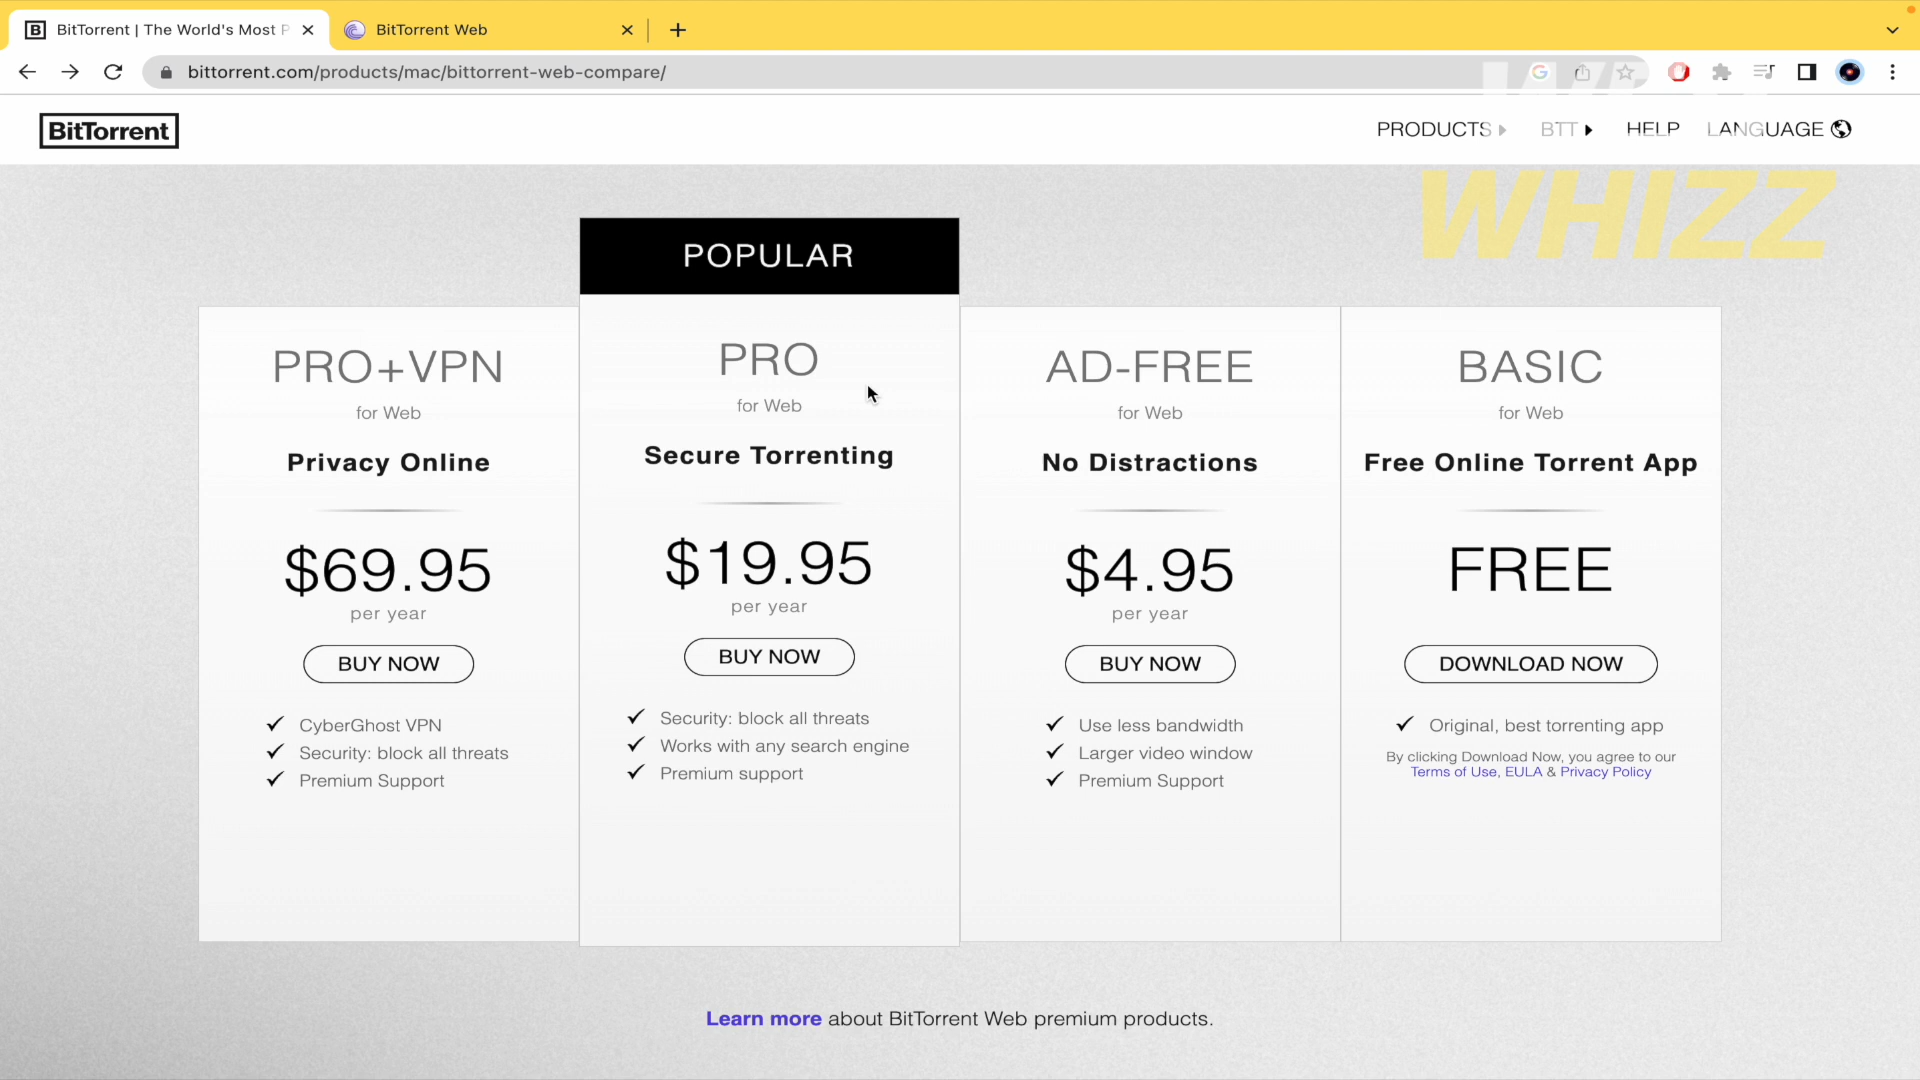 BitTorrent | The World's Most P
BitTorrent Web
bittorrent.com/products/mac/bittorrent-web-compare/
BitTorrent
PRODUCTS
BTT
HELP
LANGUAGE
WHIZZ
POPULAR
PRO+VPN
for Web
Privacy Online
$69.95
per year
BUY NOW
CyberGhost VPN
Security: block all threats
Premium Support
PRO
for Web
Secure Torrenting
$19.95
per year
BUY NOW
Security: block all threats
Works with any search engine
Premium support
AD-FREE
for Web
No Distractions
$4.95
per year
BUY NOW
Use less bandwidth
Larger video window
Premium Support
BASIC
for Web
Free Online Torrent App
FREE
DOWNLOAD NOW
Original, best torrenting app
By clicking Download Now, you agree to our
Terms of Use, EULA & Privacy Policy
Learn more about BitTorrent Web premium products.